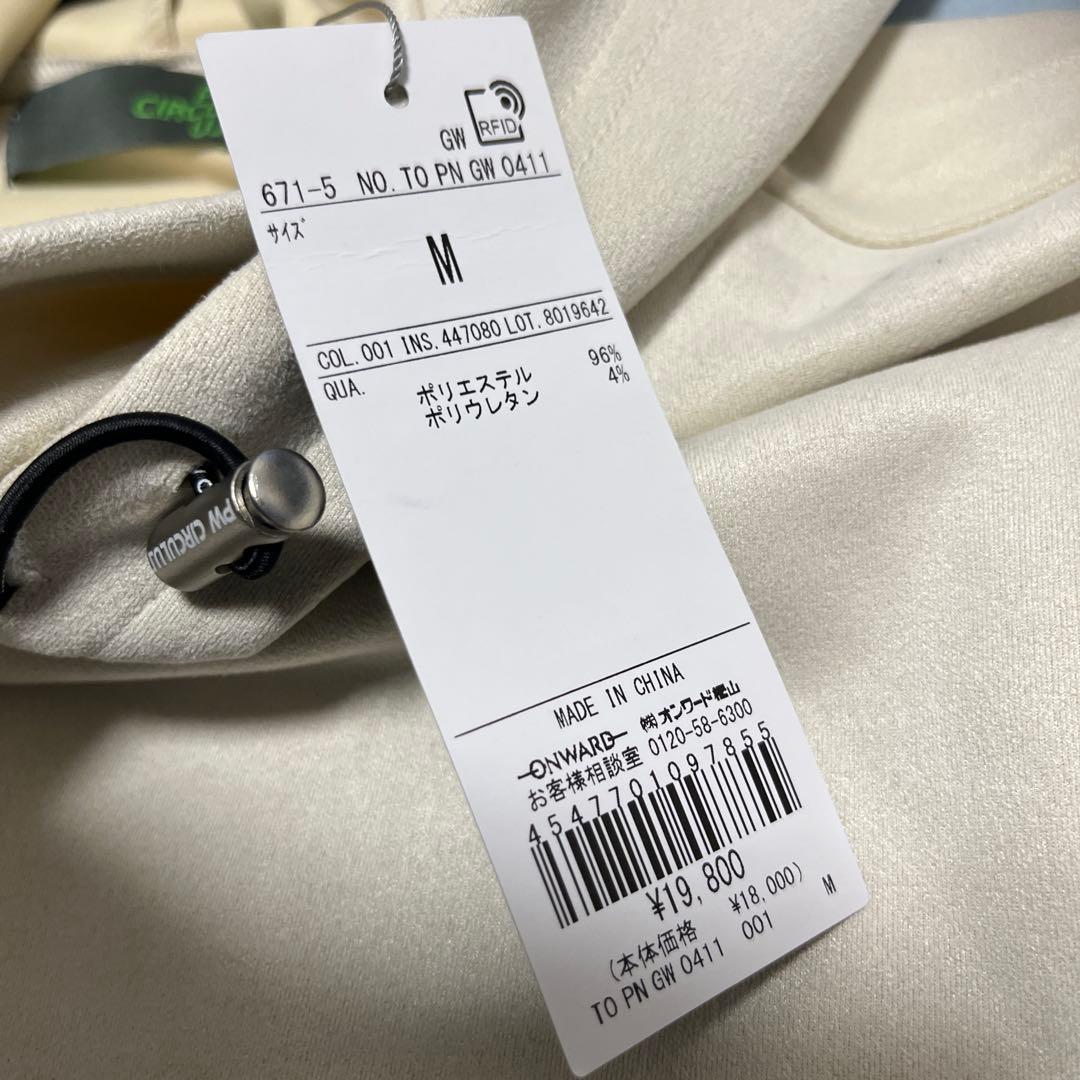 CIRC
RFID
GW
671-5 NO. TO PN GW 0411
サイズ
M
COL. 001 INS. 447080 LOT. 8019642
QUA. ポリエステル 96%
ポリウレタン 4%
PW CIRCULU
MADE IN CHINA
ONWARD ㈱オンワード樫山
お客様相談室 0120-58-6300
4547701097855
¥19,800
(本体価格 ¥18,000)
TO PN GW 0411 001 M